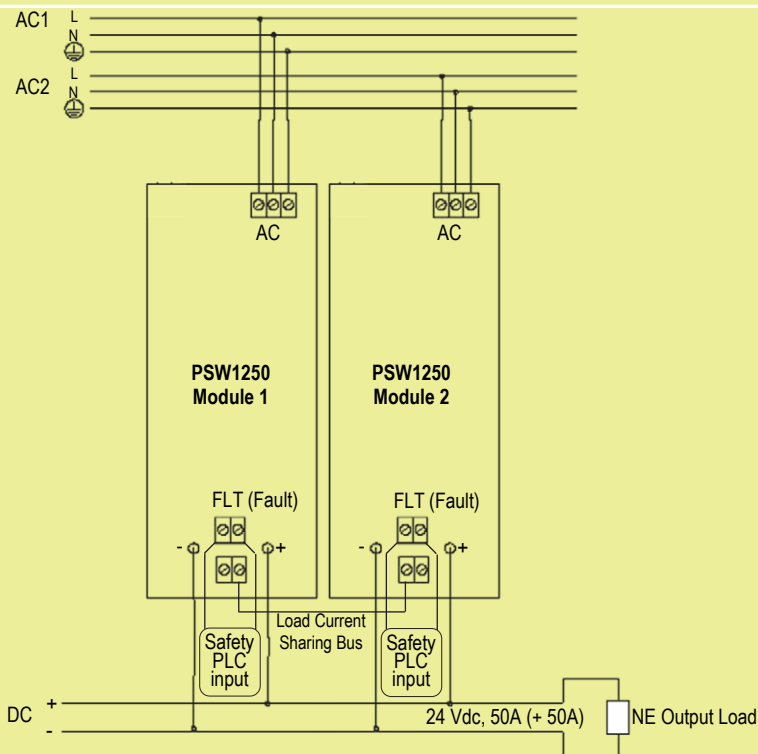 AC1 L
N
AC2 L
N
AC AC
PSW1250
Module 1
PSW1250
Module 2
FLT (Fault) FLT (Fault)
- + - +
Load Current
Sharing Bus
Safety
PLC
input
Safety
PLC
input
DC +
-
24 Vdc, 50A (+ 50A)
NE Output Load